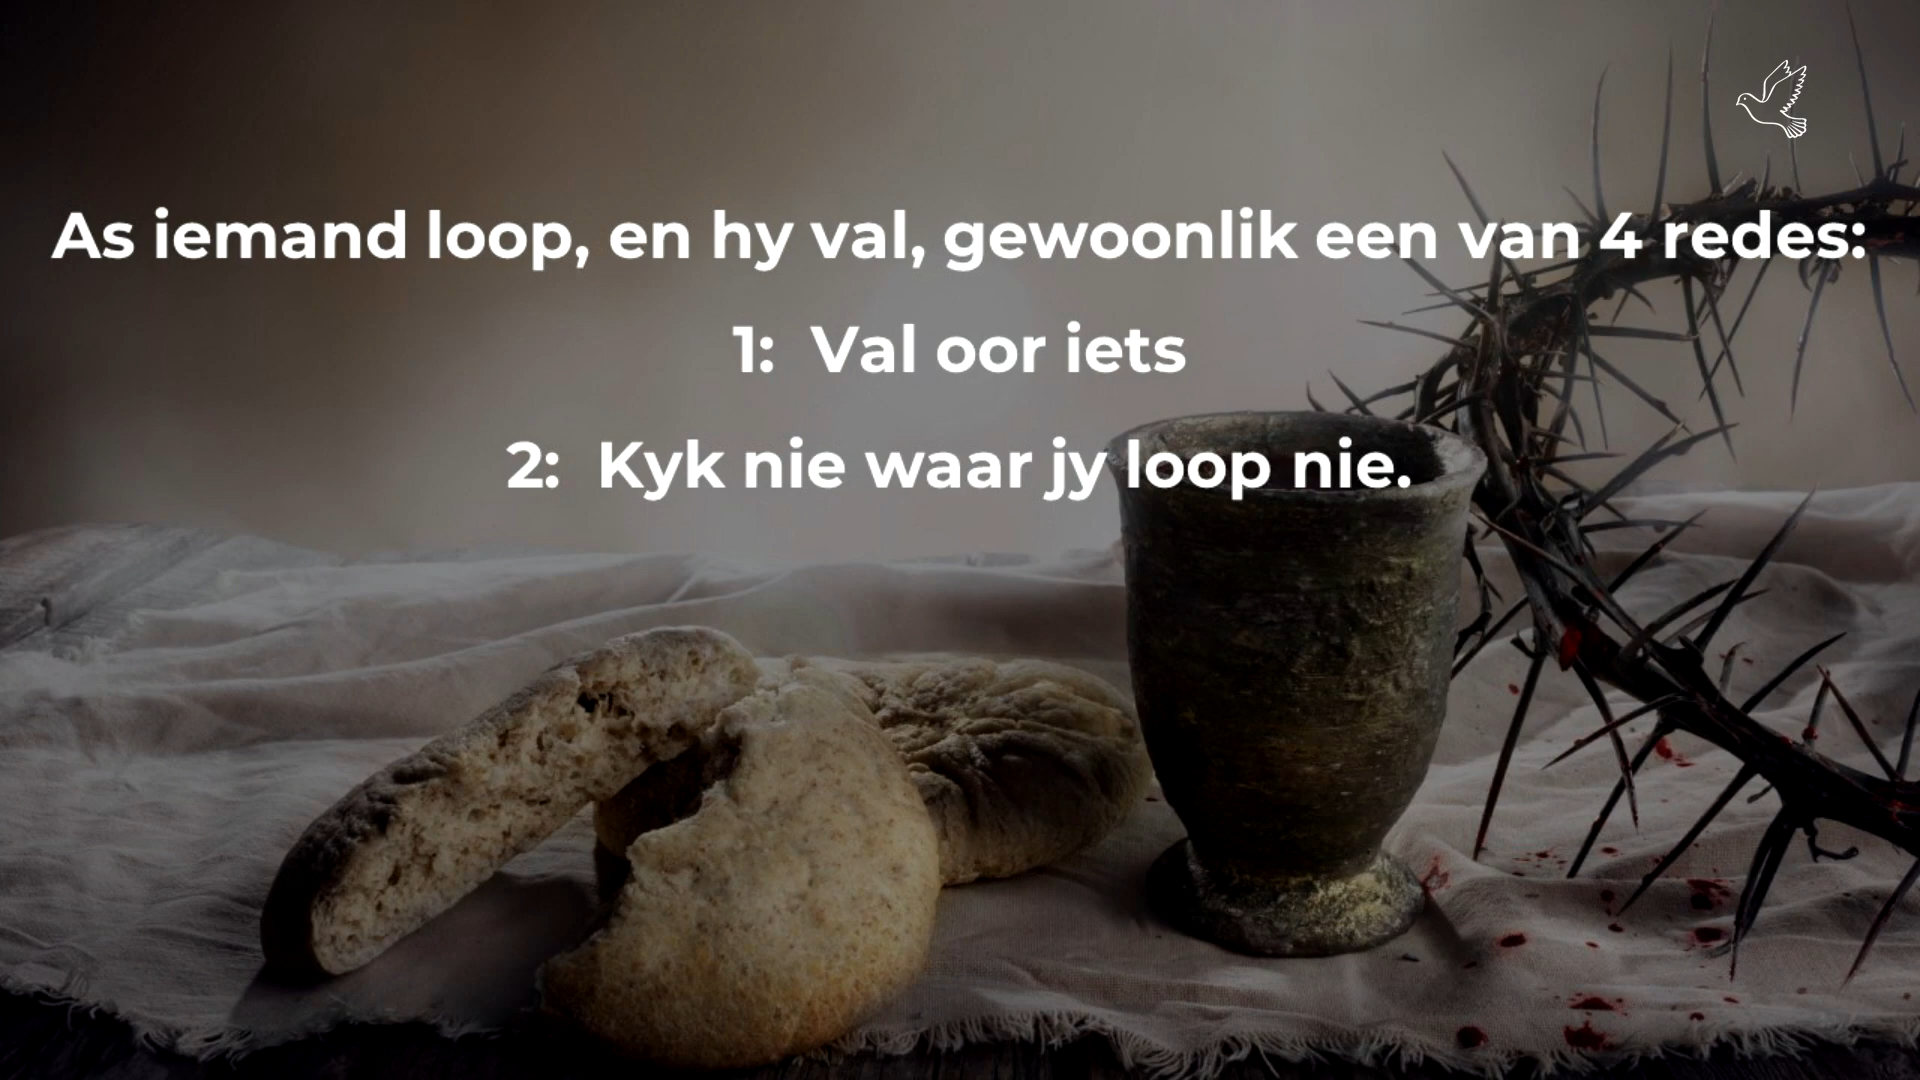 As iemand loop, en hy val, gewoonlik een van 4 redes:
1: Val oor iets
2: Kyk nie waar jy loop nie.